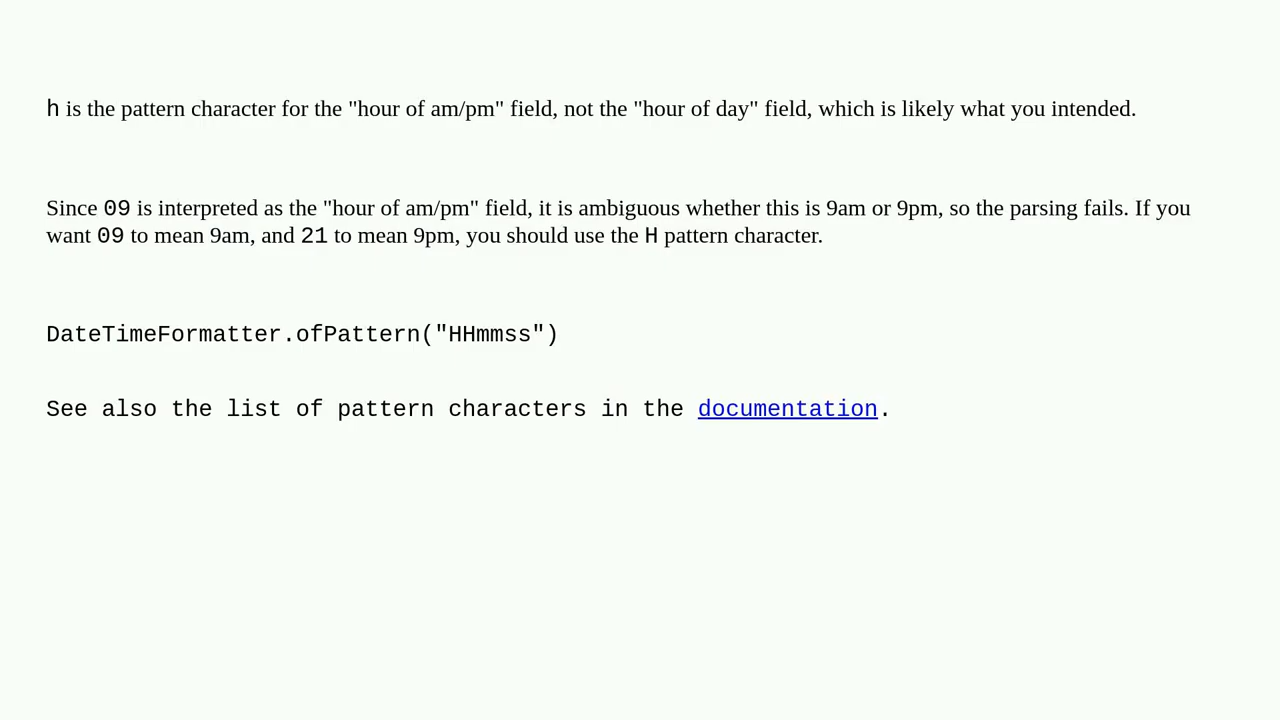 h is the pattern character for the "hour of am/pm" field, not the "hour of day" field, which is likely what you intended.
Since 09 is interpreted as the "hour of am/pm" field, it is ambiguous whether this is 9am or 9pm, so the parsing fails. If you
want 09 to mean 9am, and 21 to mean 9pm, you should use the H pattern character.
DateTimeFormatter.ofPattern("HHmmss")
See also the list of pattern characters in the documentation.